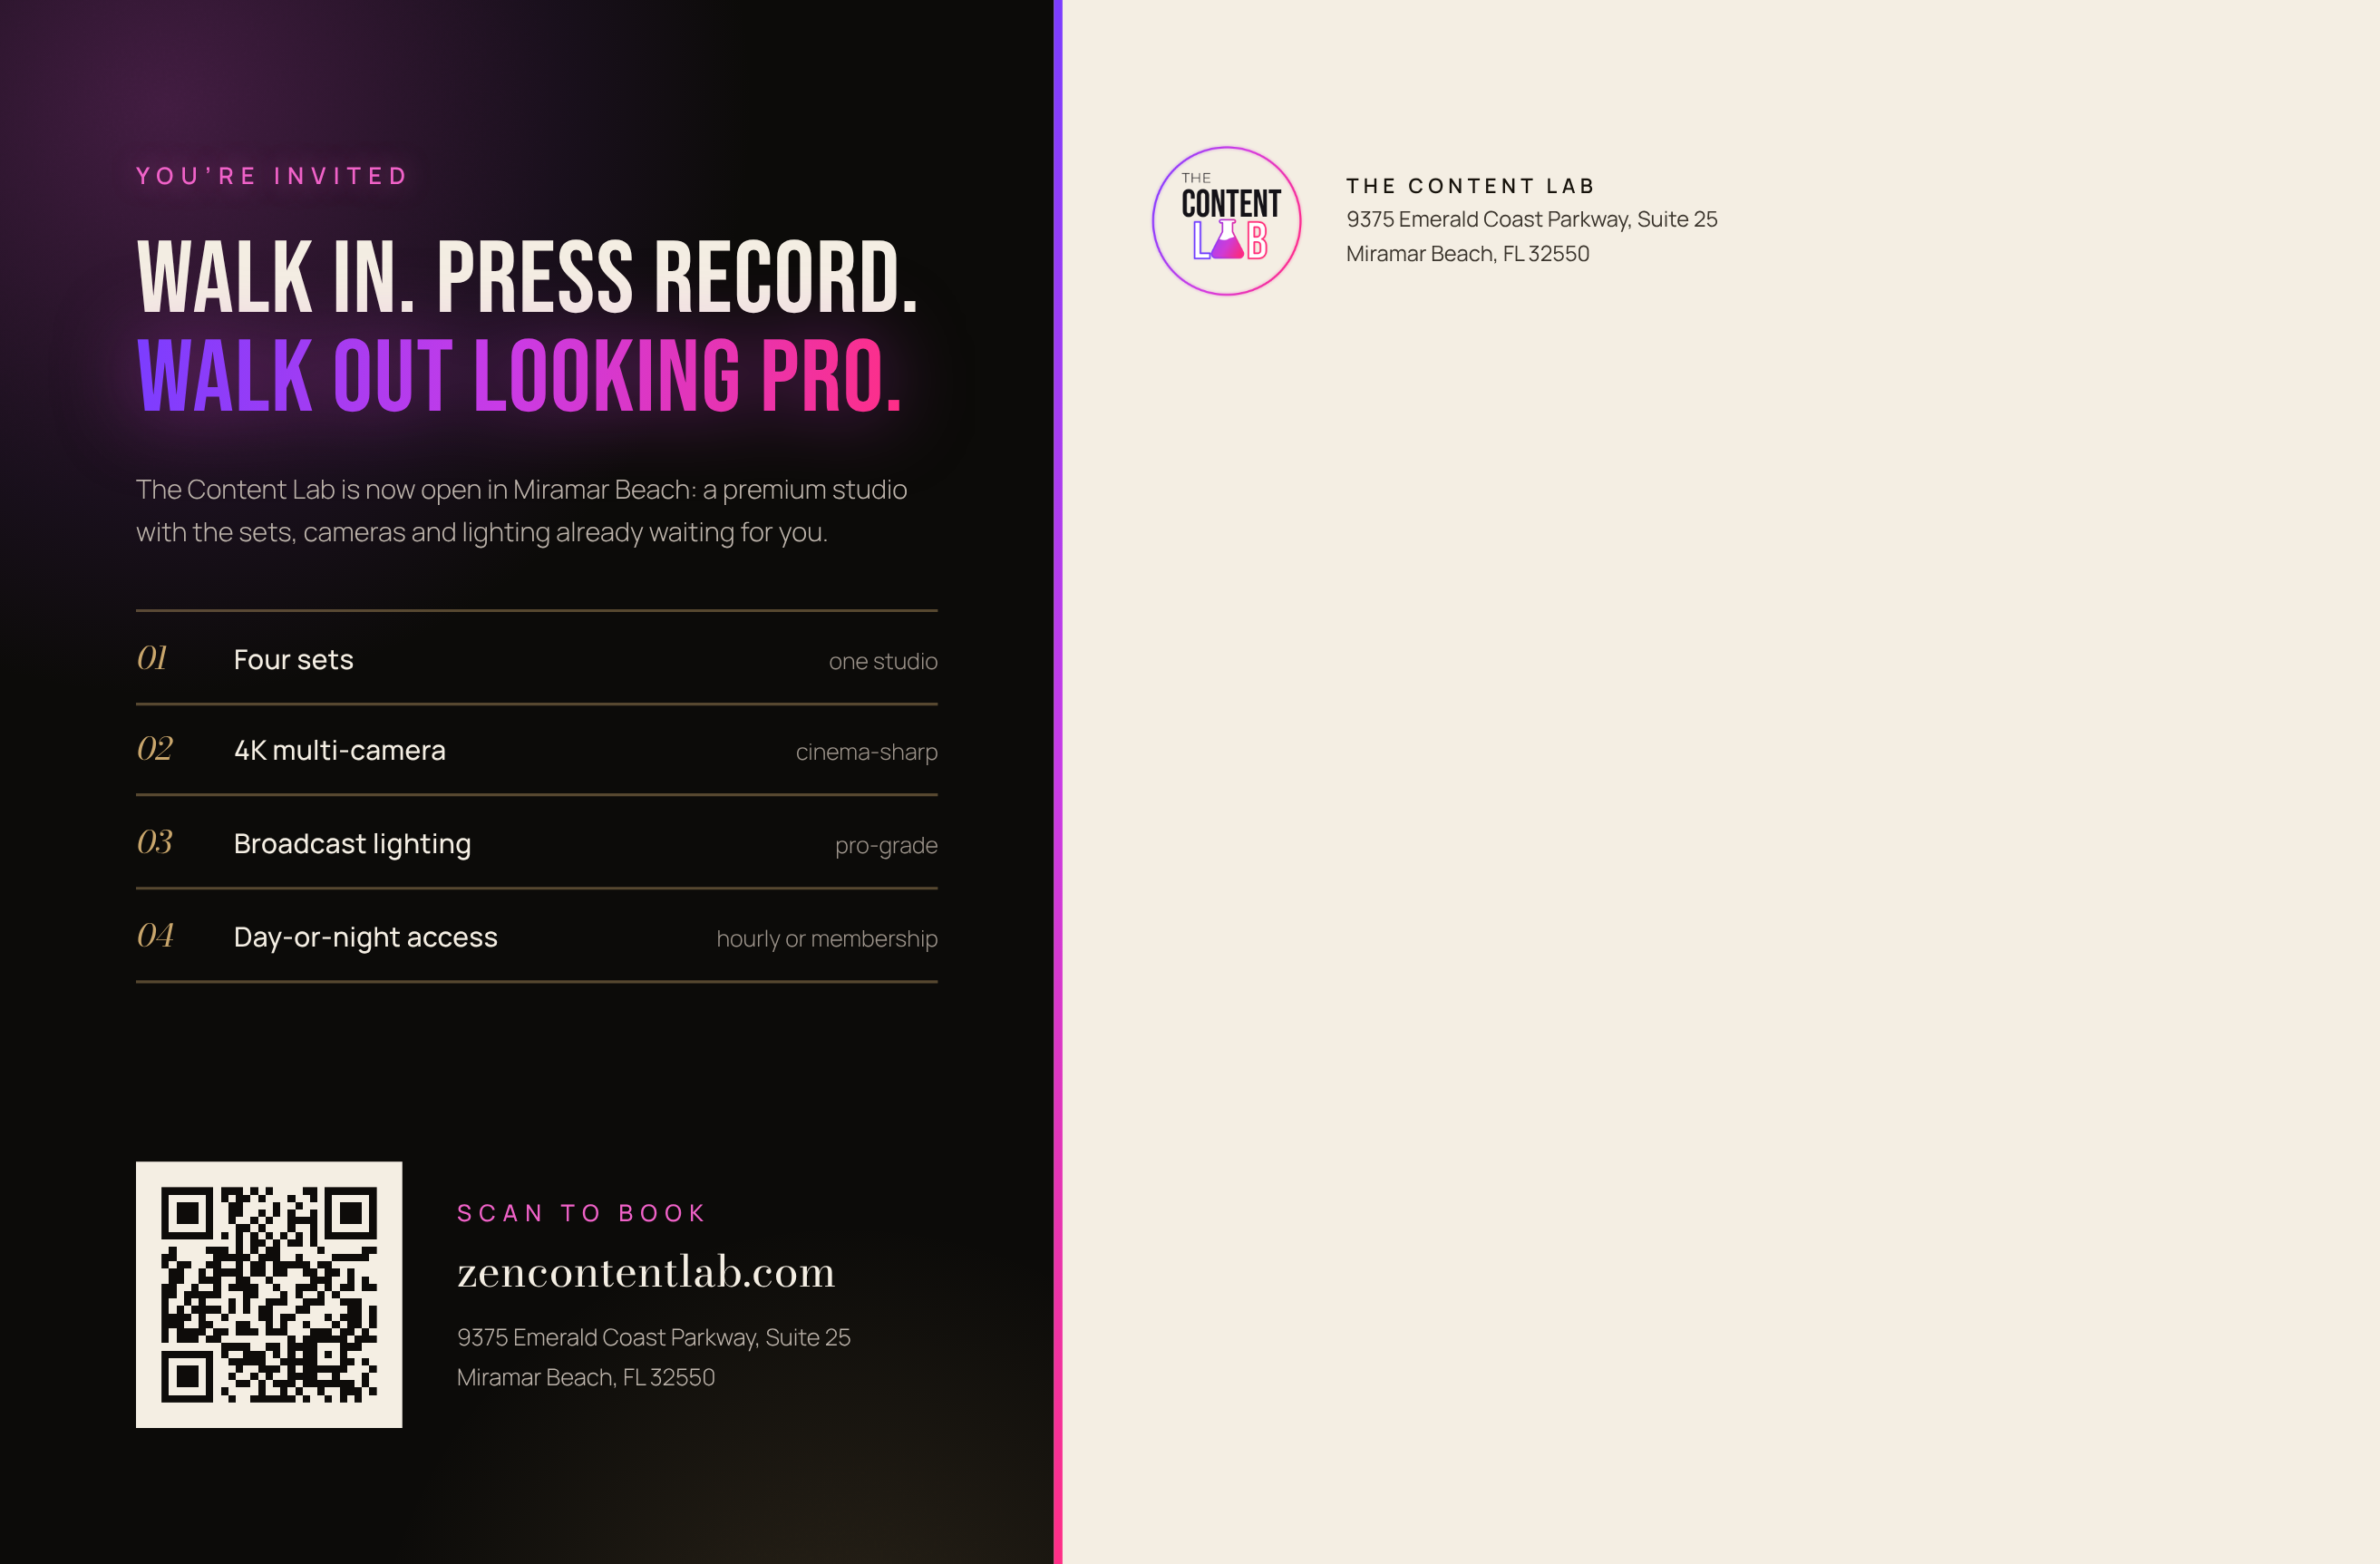 YOU’RE INVITED
WALK IN. PRESS RECORD.
WALK OUT LOOKING PRO.
The Content Lab is now open in Miramar Beach: a premium studio
with the sets, cameras and lighting already waiting for you.
01 Four sets one studio
02 4K multi-camera cinema-sharp
03 Broadcast lighting pro-grade
04 Day-or-night access hourly or membership
SCAN TO BOOK
zencontentlab.com
9375 Emerald Coast Parkway, Suite 25
Miramar Beach, FL 32550
THE
CONTENT
LAB
THE CONTENT LAB
9375 Emerald Coast Parkway, Suite 25
Miramar Beach, FL 32550